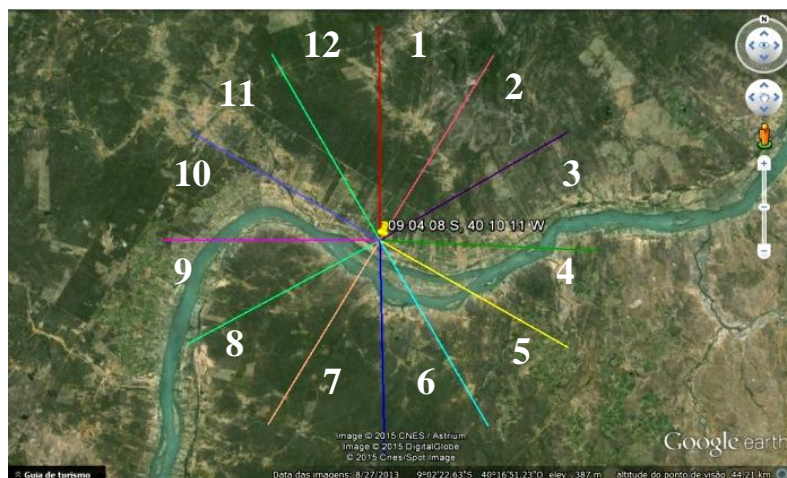 12
1
N
11
2
10
3
09 04 08 S, 40 10 11 W
9
4
8
5
7
6
Image © 2015 CNES / Astrium
Image © 2015 DigitalGlobe
© 2015 Cnes/Spot Image
Google earth
Guia de turismo
Data das imagens: 8/27/2013 9°02'22.63"S 40°16'51.23"O elev 387 m altitude do ponto de visão 44.21 km